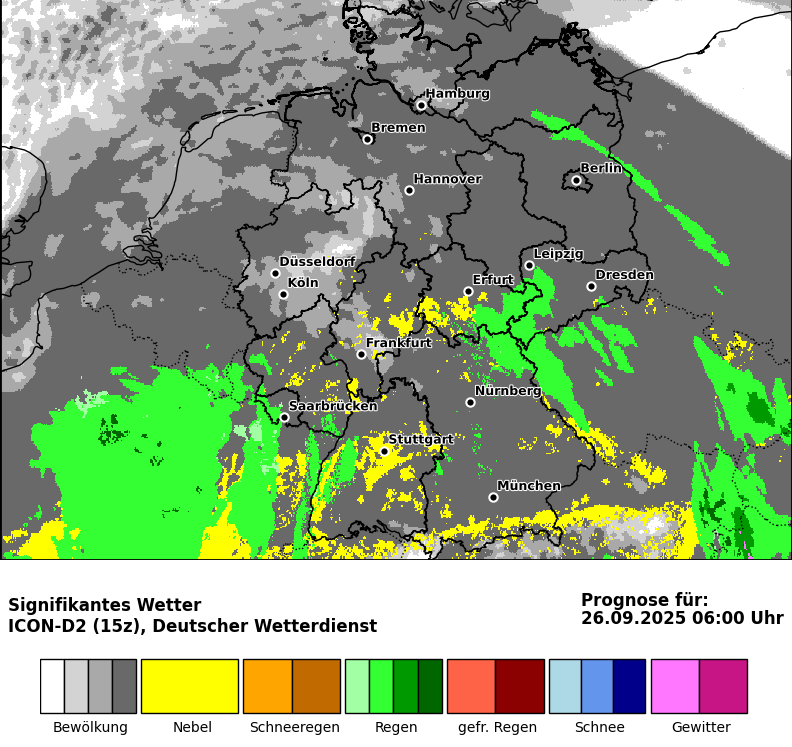 Hamburg
Bremen
Berlin
Hannover
Leipzig
Düsseldorf
Dresden
Köln
Erfurt
Frankfurt
Nürnberg
Saarbrücken
Stuttgart
München
Signifikantes Wetter
ICON-D2 (15z), Deutscher Wetterdienst
Prognose für:
26.09.2025 06:00 Uhr
Bewölkung
Nebel
Schneeregen
Regen
gefr. Regen
Schnee
Gewitter